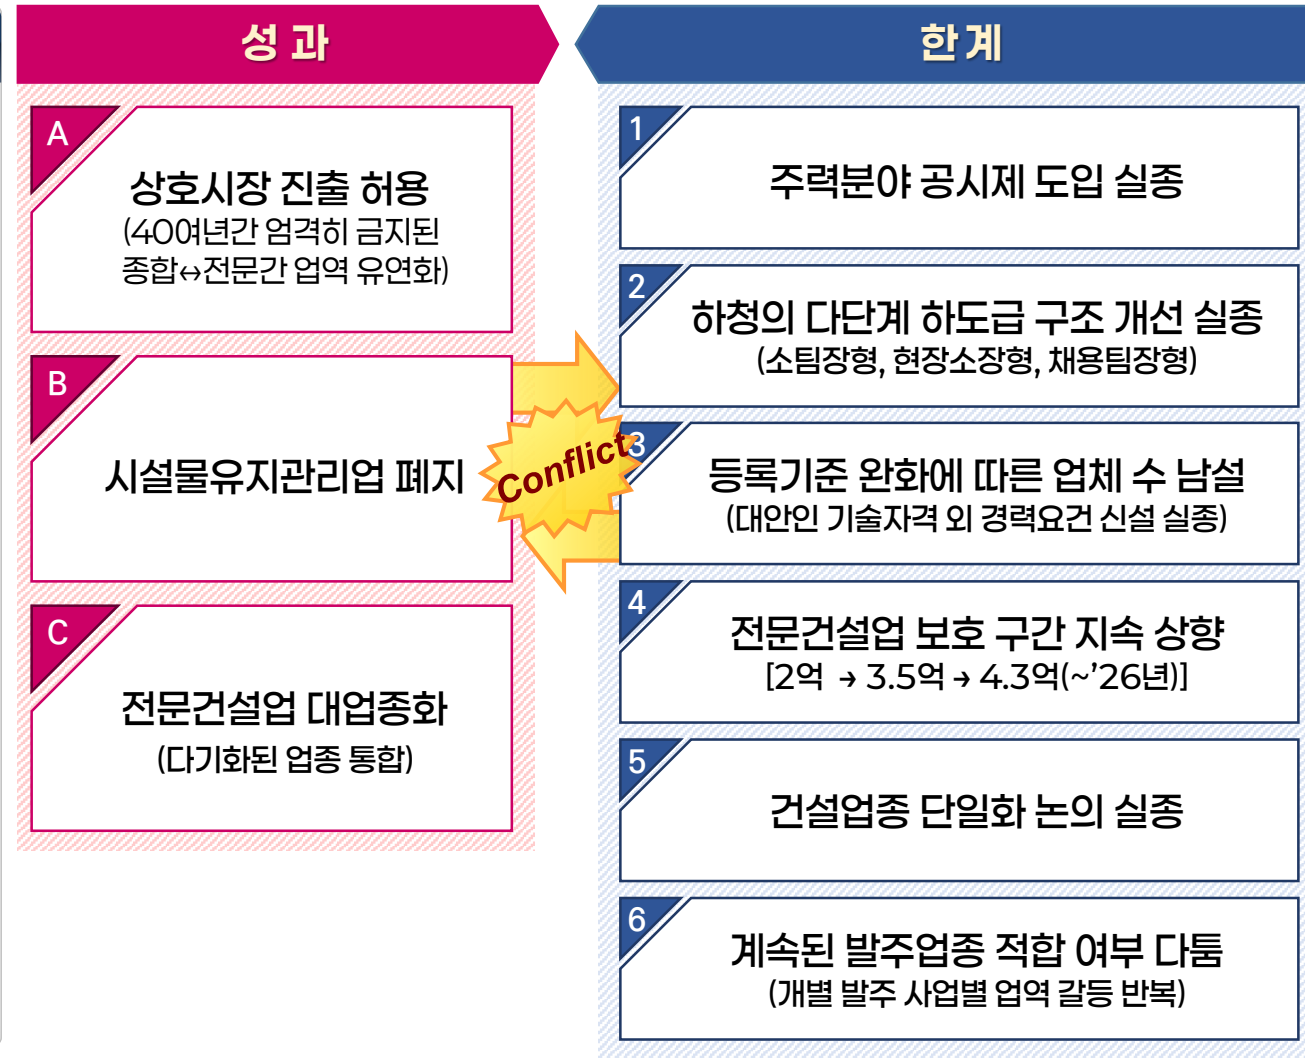 성 과
A
상호시장 진출 허용
(40여년간 엄격히 금지된
종합↔전문간 업역 유연화)
B
시설물유지관리업 폐지
C
전문건설업 대업종화
(다기화된 업종 통합)
Conflict
한계
1
주력분야 공시제 도입 실종
2
하청의 다단계 하도급 구조 개선 실종
(소팀장형, 현장소장형, 채용팀장형)
3
등록기준 완화에 따른 업체 수 남설
(대안인 기술자격 외 경력요건 신설 실종)
4
전문건설업 보호 구간 지속 상향
[2억 → 3.5억 → 4.3억(~’26년)]
5
건설업종 단일화 논의 실종
6
계속된 발주업종 적합 여부 다툼
(개별 발주 사업별 업역 갈등 반복)